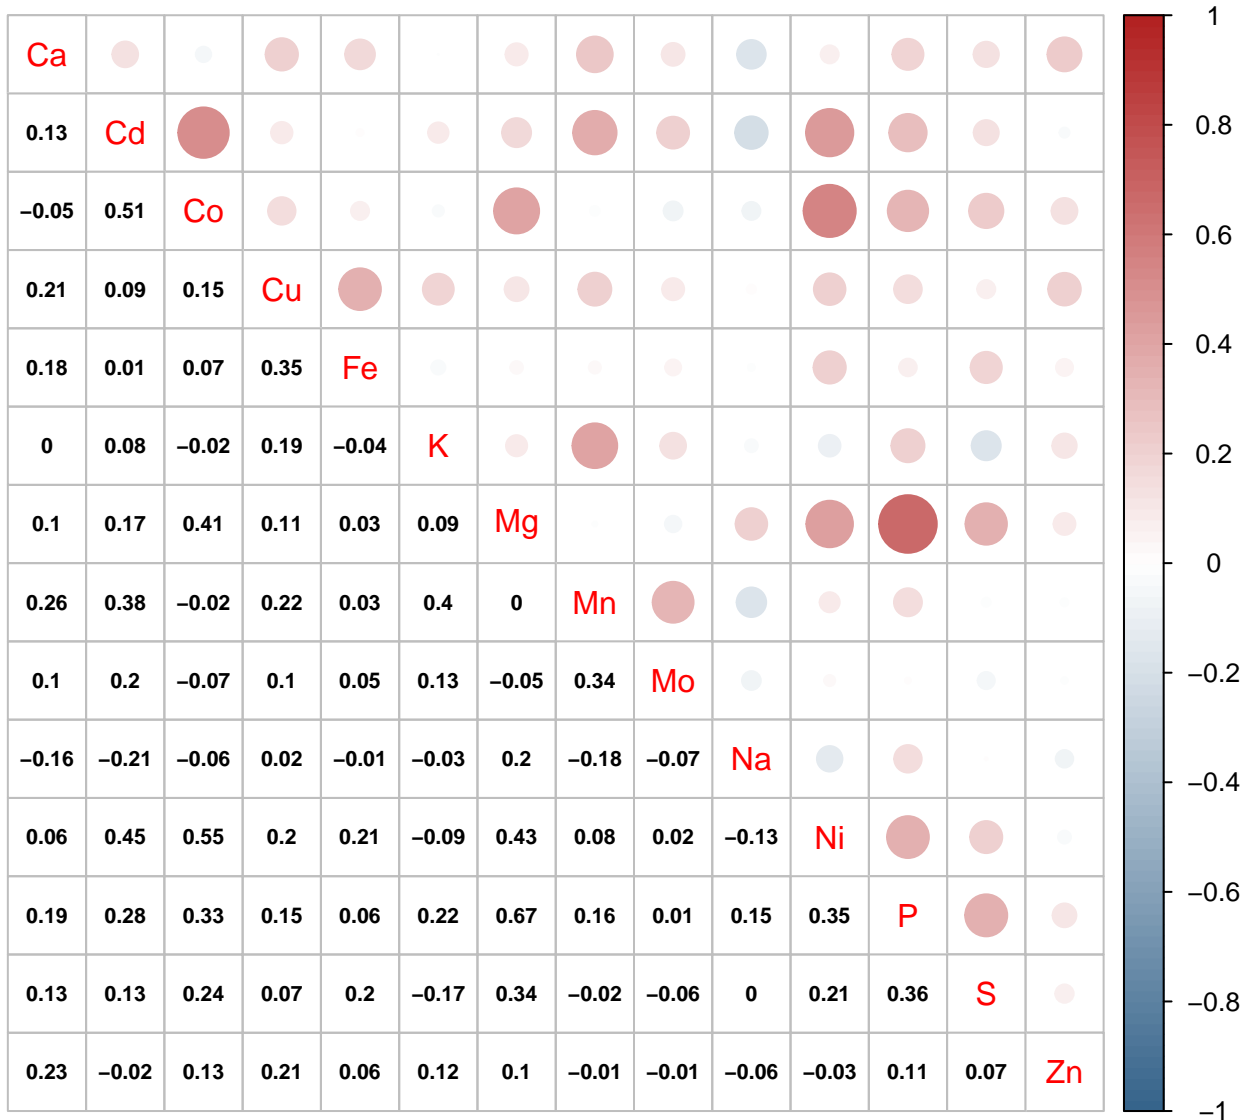 Ca
0.13 Cd
−0.05 0.51 Co
0.21 0.09 0.15 Cu
0.18 0.01 0.07 0.35 Fe
0 0.08 −0.02 0.19 −0.04 K
0.1 0.17 0.41 0.11 0.03 0.09 Mg
0.26 0.38 −0.02 0.22 0.03 0.4 0 Mn
0.1 0.2 −0.07 0.1 0.05 0.13 −0.05 0.34 Mo
−0.16 −0.21 −0.06 0.02 −0.01 −0.03 0.2 −0.18 −0.07 Na
0.06 0.45 0.55 0.2 0.21 −0.09 0.43 0.08 0.02 −0.13 Ni
0.19 0.28 0.33 0.15 0.06 0.22 0.67 0.16 0.01 0.15 0.35 P
0.13 0.13 0.24 0.07 0.2 −0.17 0.34 −0.02 −0.06 0 0.21 0.36 S
0.23 −0.02 0.13 0.21 0.06 0.12 0.1 −0.01 −0.01 −0.06 −0.03 0.11 0.07 Zn
1
0.8
0.6
0.4
0.2
0
−0.2
−0.4
−0.6
−0.8
−1